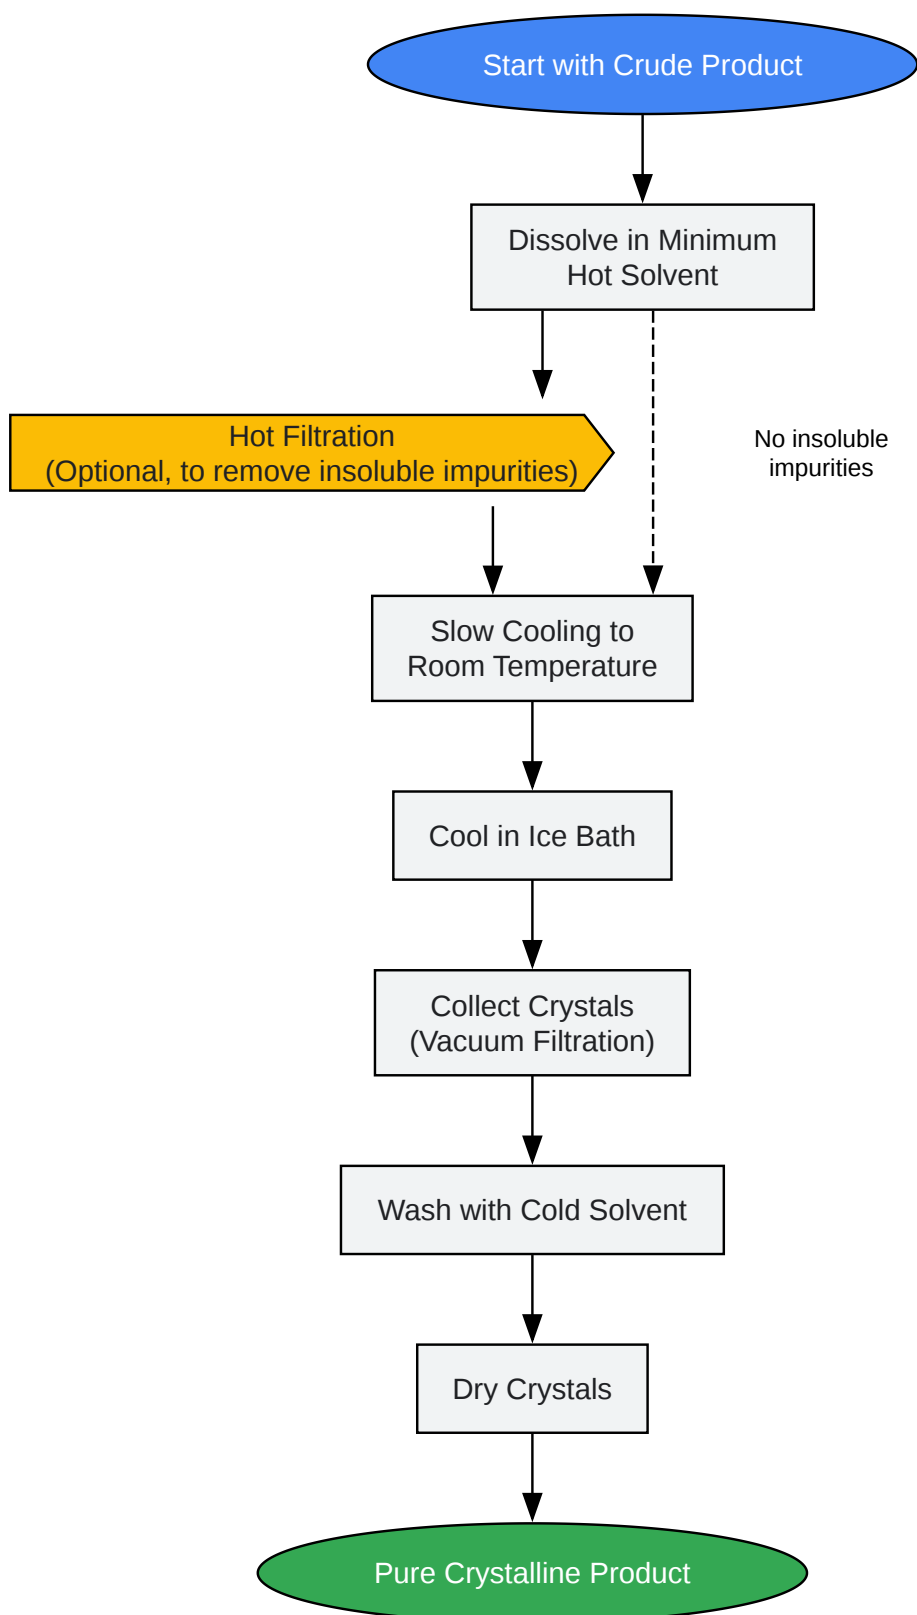 Start with Crude Product
Dissolve in Minimum
Hot Solvent
Hot Filtration
(Optional, to remove insoluble impurities)
No insoluble
impurities
Slow Cooling to
Room Temperature
Cool in Ice Bath
Collect Crystals
(Vacuum Filtration)
Wash with Cold Solvent
Dry Crystals
Pure Crystalline Product